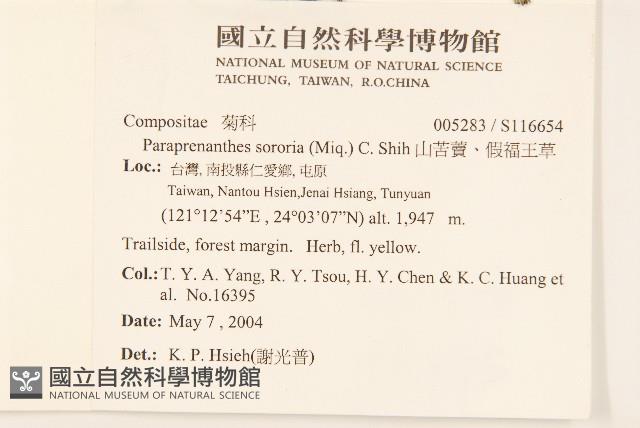 國立自然科學博物館
NATIONAL MUSEUM OF NATURAL SCIENCE
TAICHUNG, TAIWAN, R.O.CHINA
Compositae 菊科 005283 / S116654
Paraprenanthes sororia (Miq.) C. Shih 山苦藚、假福王草
Loc.: 台灣, 南投縣仁愛鄉, 屯原
Taiwan, Nantou Hsien,Jenai Hsiang, Tunyuan
(121°12’54”E , 24°03’07”N) alt. 1,947 m.
Trailside, forest margin. Herb, fl. yellow.
Col.: T. Y. A. Yang, R. Y. Tsou, H. Y. Chen & K. C. Huang et
al. No.16395
Date: May 7 , 2004
Det.: K. P. Hsieh(謝光普)
國立自然科學博物館
NATIONAL MUSEUM OF NATURAL SCIENCE